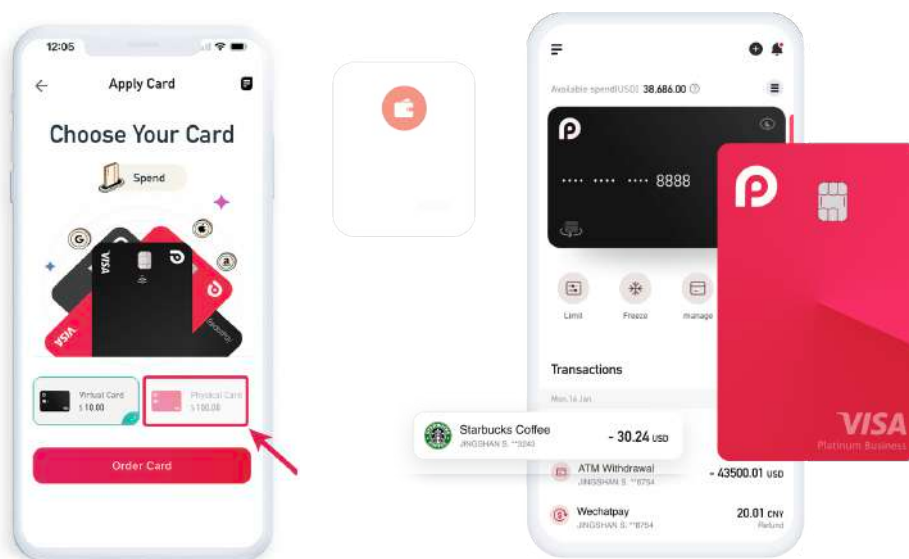 12:05
Apply Card
Choose Your Card
Spend
VISA
VISA
Virtual Card
$ 10.00
Physical Card
$ 100.00
Order Card
Available spend(USD) 38,686.00
.... .... .... 8888
Limit
Freeze
manage
Transactions
Mon,16 Jan
Starbucks Coffee
- 30.24 USD
JINGSHAN S. **3240
ATM Withdrawal
- 43500.01 USD
JINGSHAN S. **8754
Wechatpay
20.01 CNY
JINGSHAN S. **8754
Refund
VISA
Platinum Business